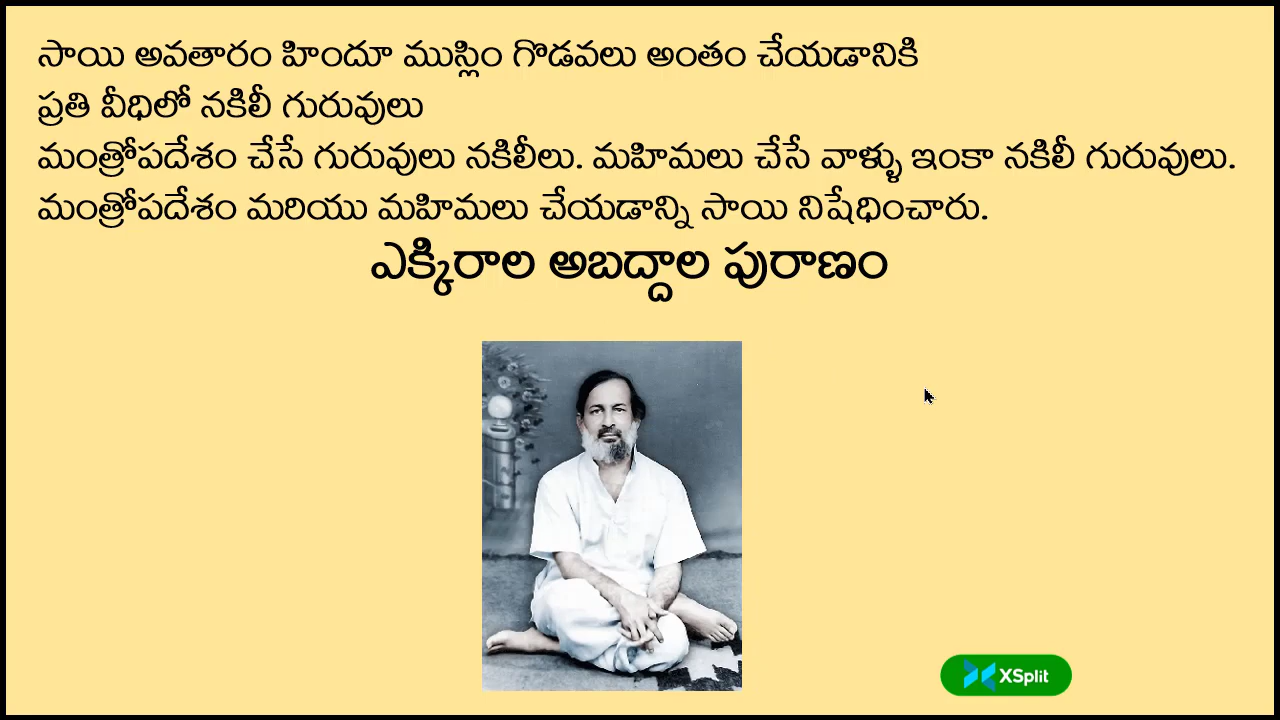 సాయి అవతారం హిందూ ముస్లిం గొడవలు అంతం చేయడానికి
ప్రతి వీధిలో నకిలీ గురువులు
మంత్రోపదేశం చేసే గురువులు నకిలీలు. మహిమలు చేసే వాళ్ళు ఇంకా నకిలీ గురువులు.
మంత్రోపదేశం మరియు మహిమలు చేయడాన్ని సాయి నిషేధించారు.
ఎక్కిరాల అబద్దాల పురాణం
XSplit